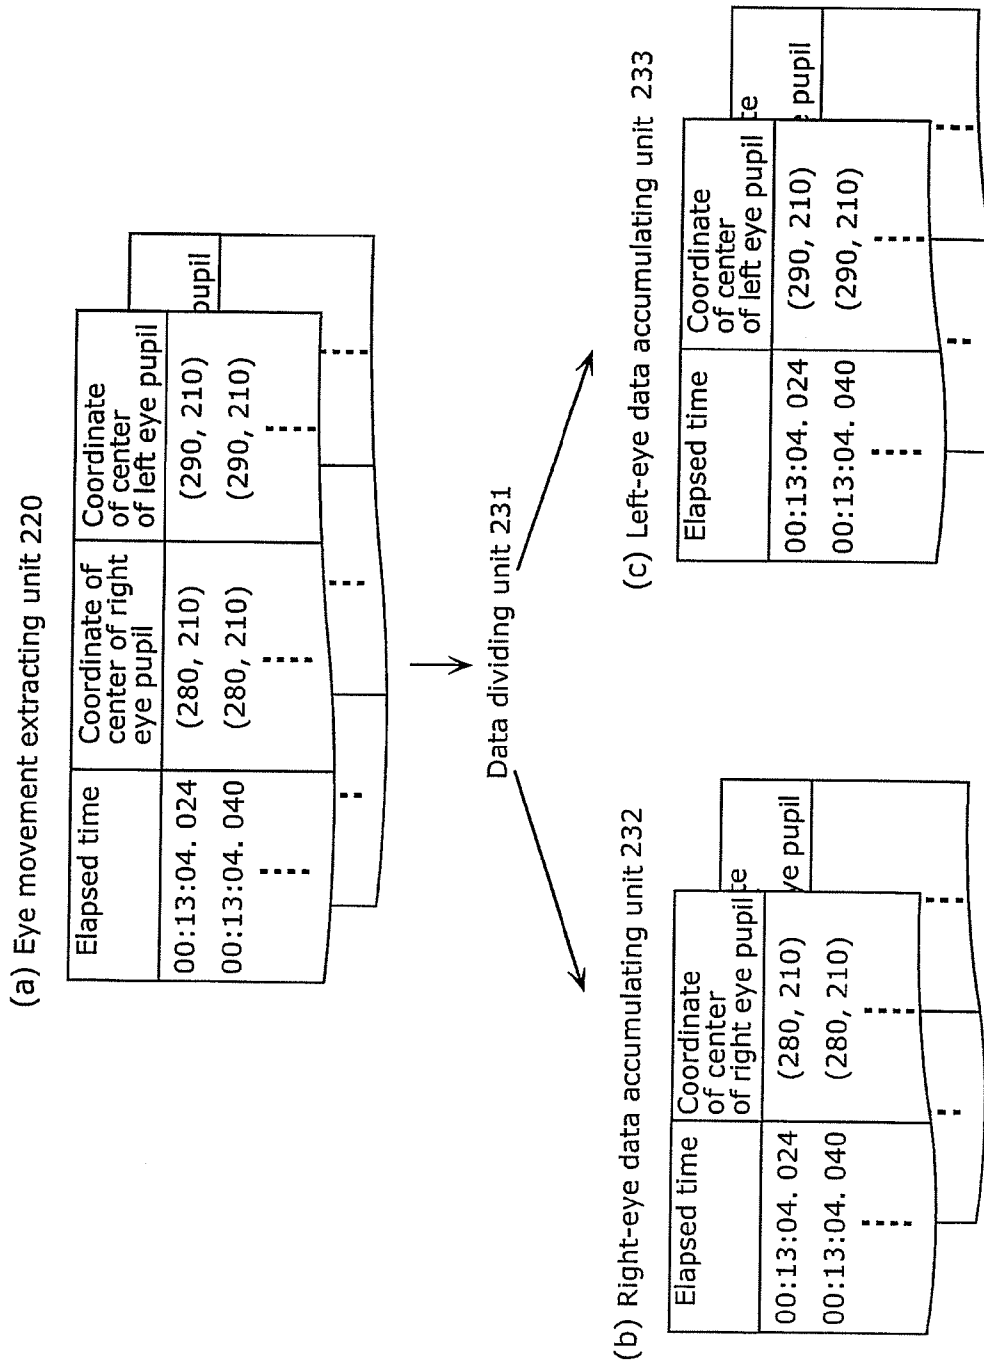 (a) Eye movement extracting unit 220
Elapsed time
Coordinate of
center of right
eye pupil
Coordinate
of center
of left eye pupil
00:13:04. 024
(280, 210)
(290, 210)
00:13:04. 040
(280, 210)
(290, 210)
pupil
Data dividing unit 231
(b) Right-eye data accumulating unit 232
Elapsed time
Coordinate
of center
of right eye pupil
00:13:04. 024
(280, 210)
00:13:04. 040
(280, 210)
te
ye pupil
(c) Left-eye data accumulating unit 233
Elapsed time
Coordinate
of center
of left eye pupil
00:13:04. 024
(290, 210)
00:13:04. 040
(290, 210)
te
e pupil